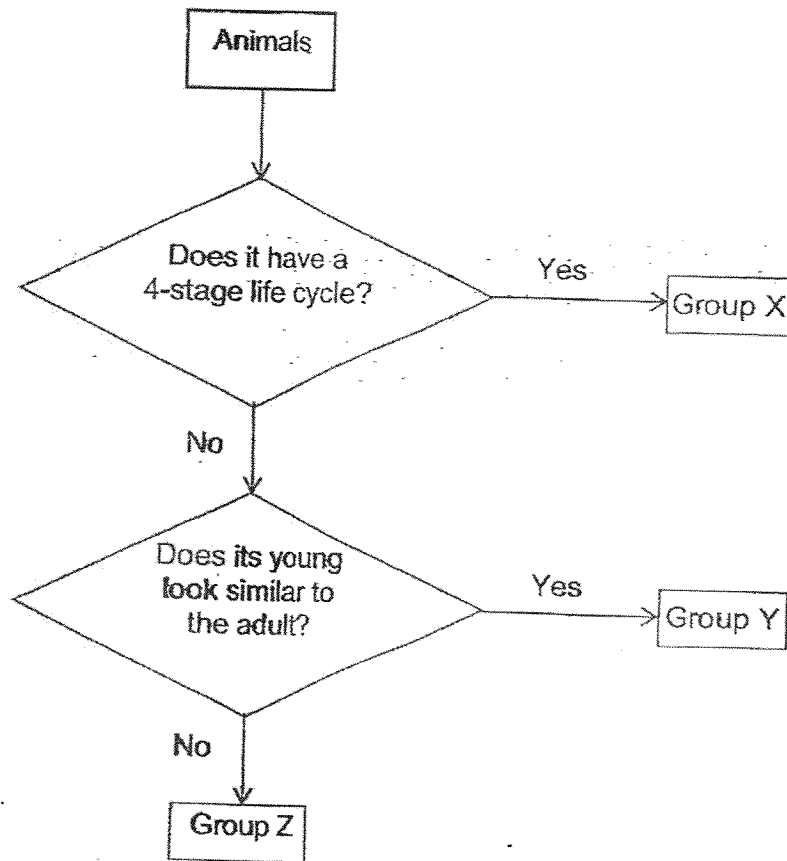 Animals
Does it have a
4-stage life cycle?
Yes
Group X
No
Does its young
look similar to
the adult?
Yes
Group Y
No
Group Z